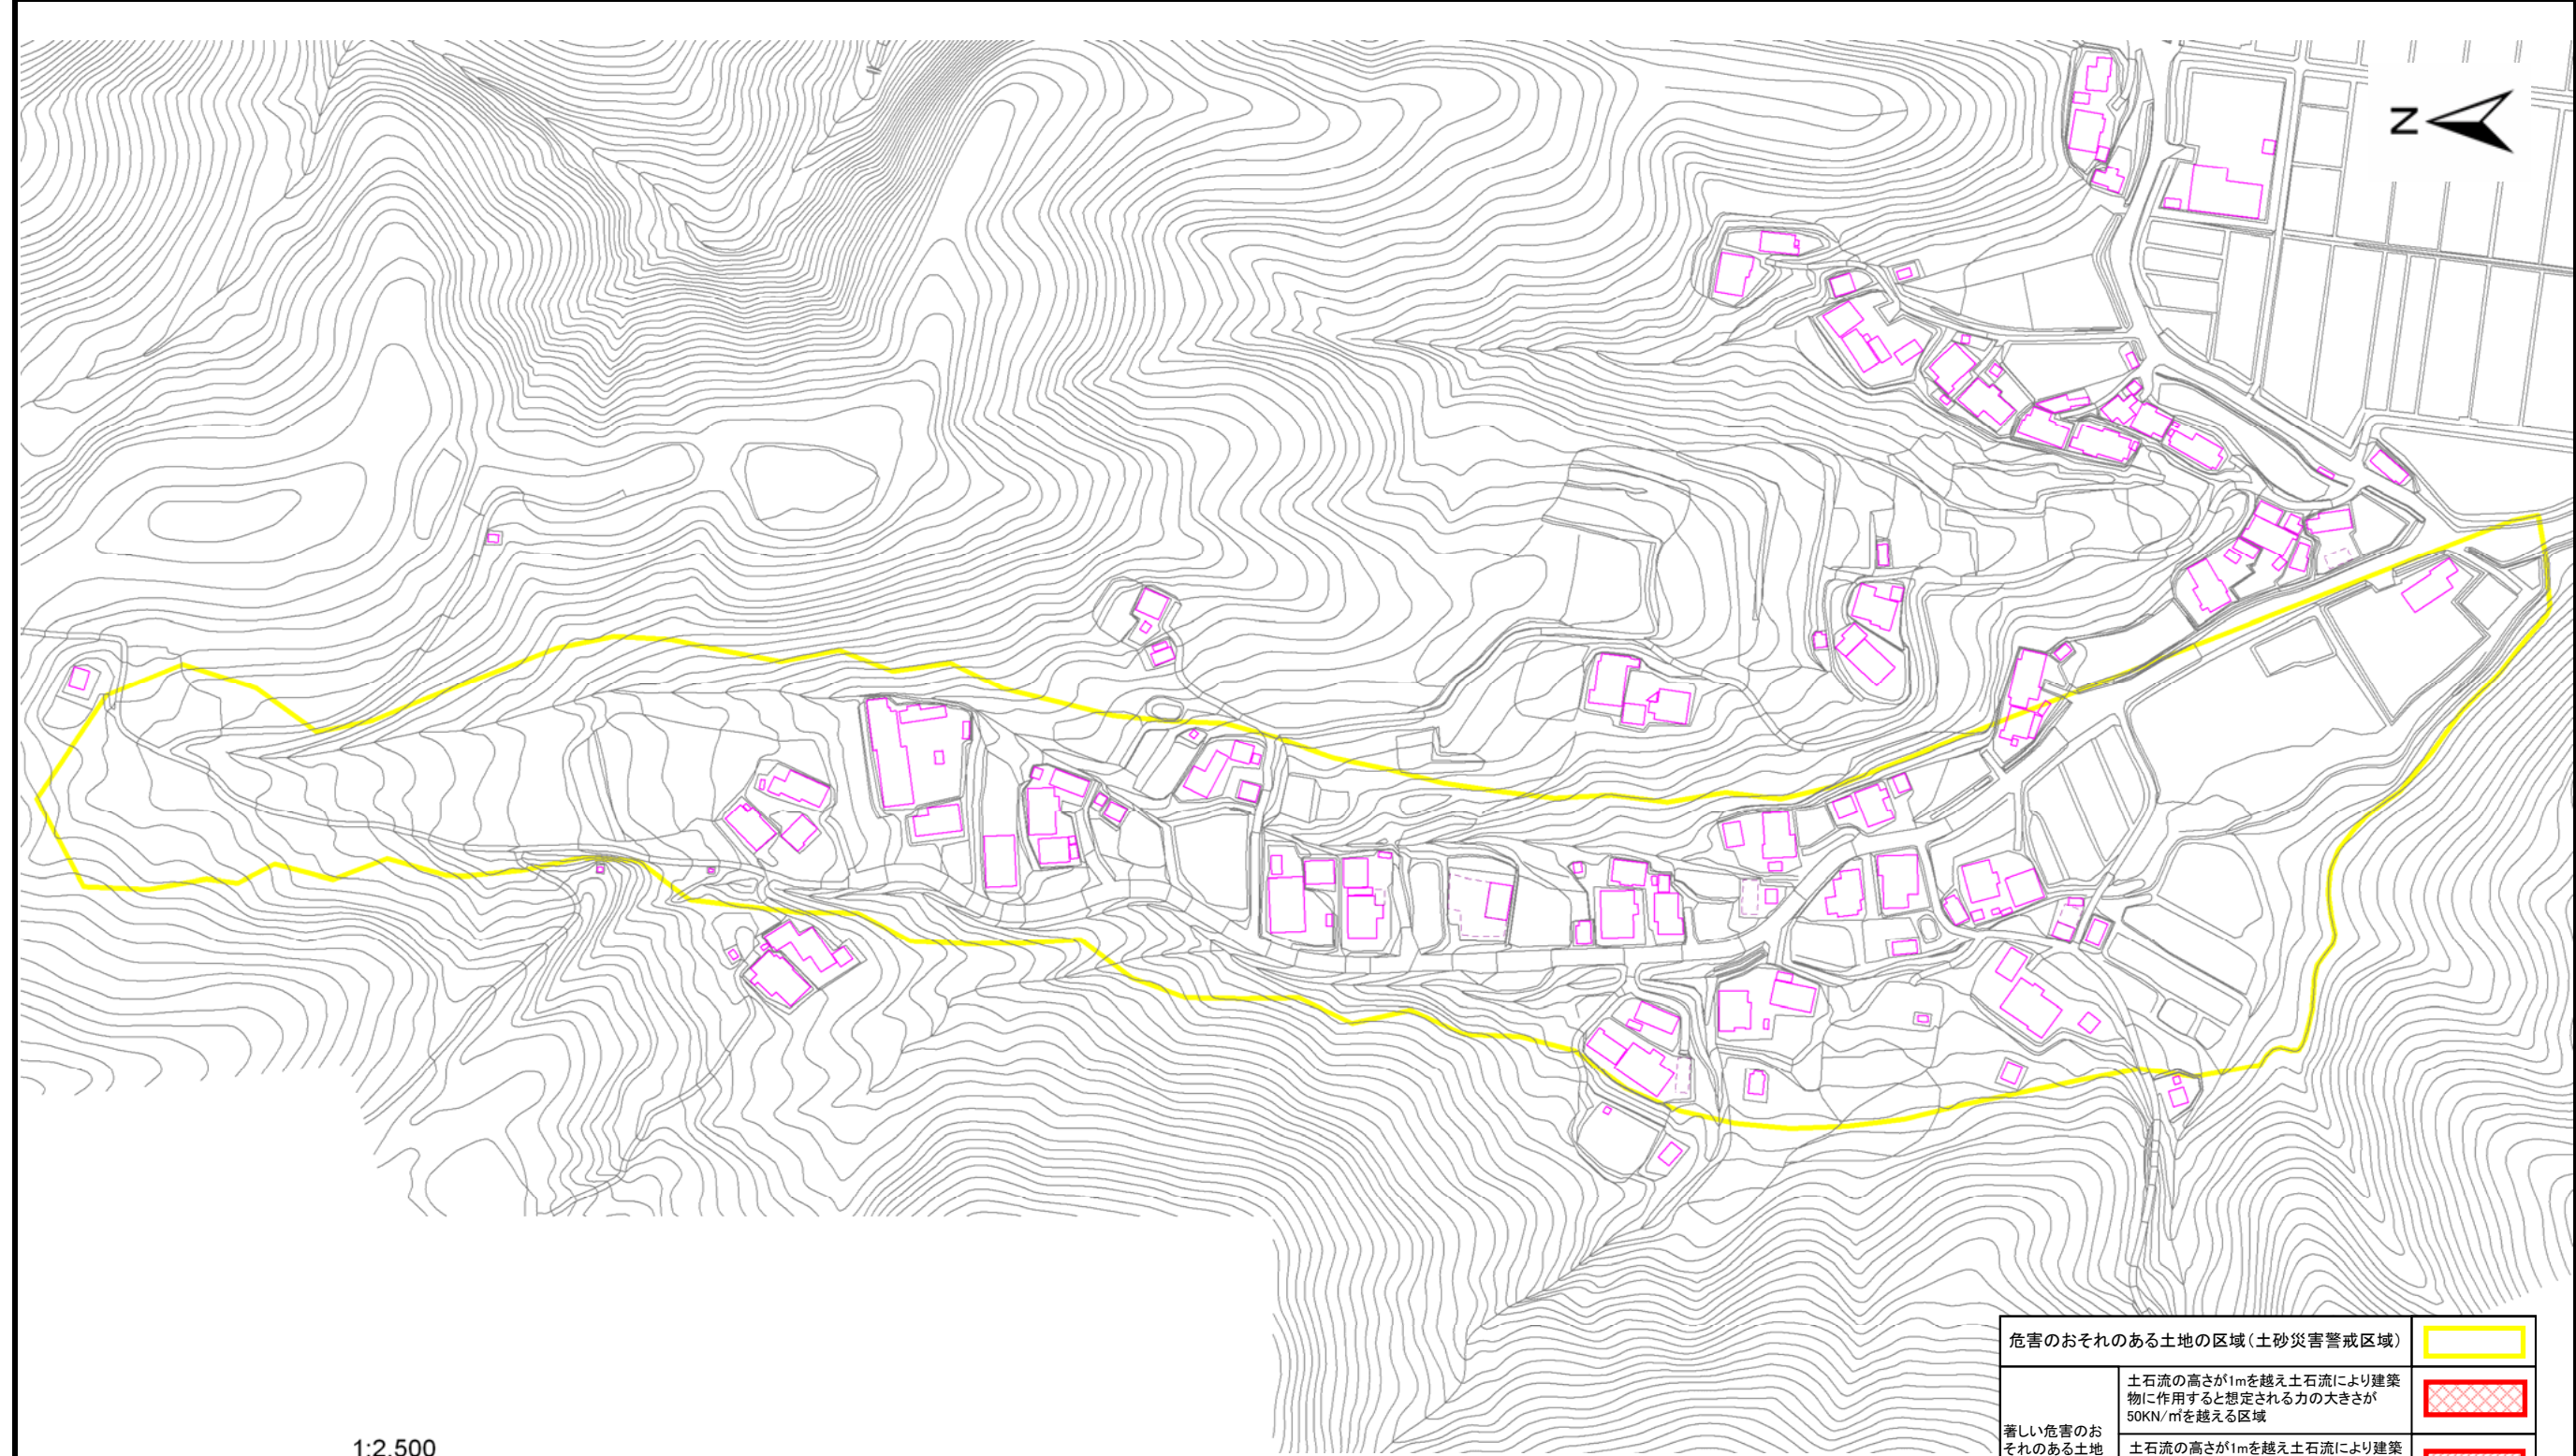 N
危害のおそれのある土地の区域(土砂災害警戒区域)
土石流の高さが1mを越え土石流により建築
物に作用すると想定される力の大きさが
50KN/㎡を越える区域
著しい危害のお
それのある土地
土石流の高さが1mを越え土石流により建築
1:2,500